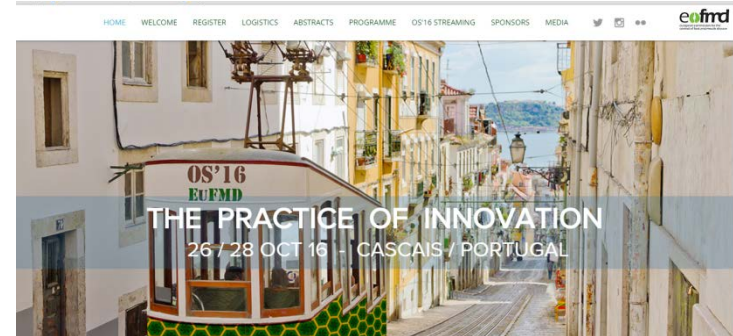 HOME WELCOME REGISTER LOGISTICS ABSTRACTS PROGRAMME OS'16 STREAMING SPONSORS MEDIA
eofmd
OS'16
EUFMD
THE PRACTICE OF INNOVATION
26 / 28 OCT 16 - CASCAIS / PORTUGAL